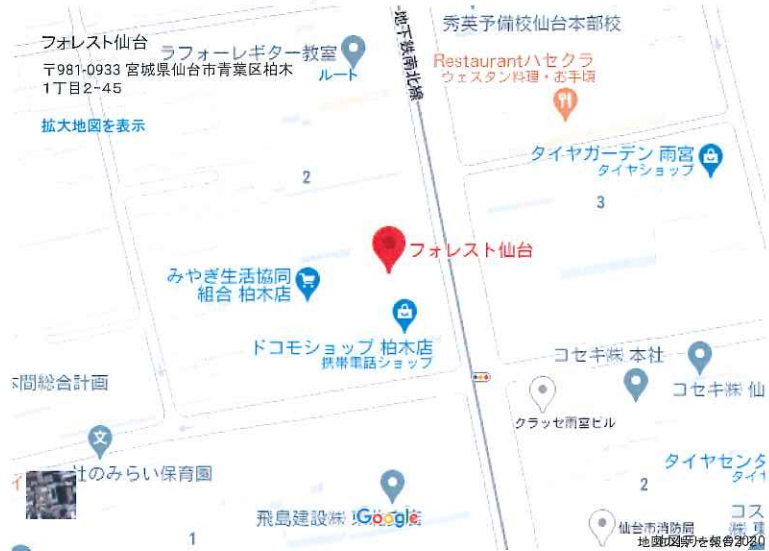 フォレスト仙台
〒981-0933 宮城県仙台市青葉区柏木
1丁目2-45
拡大地図を表示
ラフォーレギター教室
ルート
地下鉄南北線
秀英予備校仙台本部校
Restaurantハセクラ
ウェスタン料理・お手頃
タイヤガーデン 雨宮
タイヤショップ
2
3
フォレスト仙台
みやぎ生活協同
組合 柏木店
ドコモショップ 柏木店
携帯電話ショップ
間総合計画
コセキ㈱ 本社
コセキ㈱ 仙
クラッセ雨宮ビル
文
のみらい保育園
タイヤセンタ
タイヤ
2
飛島建設㈱
Google
仙台市消防局
コス
1